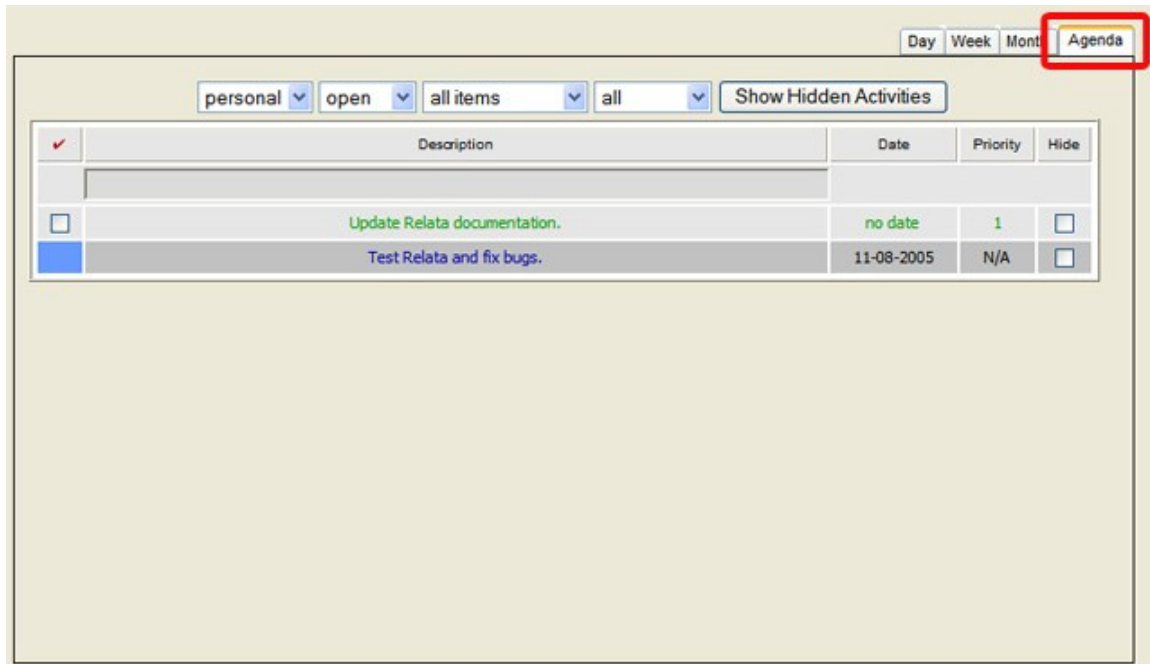 Day Week Mont Agenda
personal open all items all Show Hidden Activities
✔ Description Date Priority Hide
Update Relata documentation. no date 1
Test Relata and fix bugs. 11-08-2005 N/A